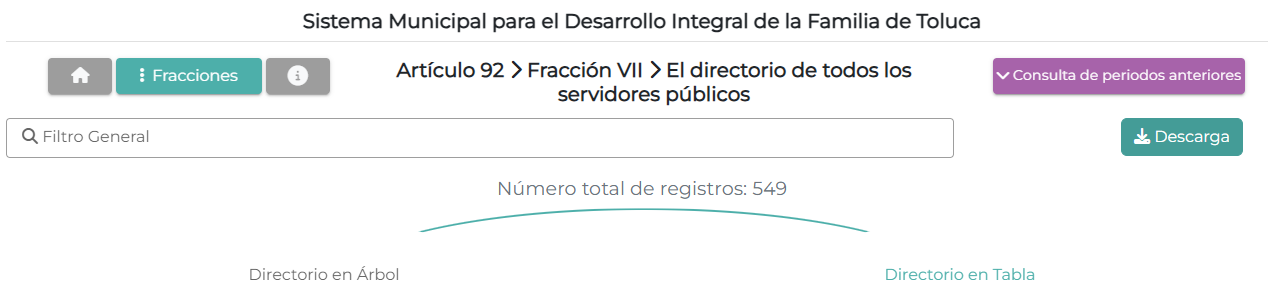 Sistema Municipal para el Desarrollo Integral de la Familia de Toluca
Fracciones
Artículo 92 > Fracción VII > El directorio de todos los
servidores públicos
Consulta de periodos anteriores
Filtro General
Descarga
Número total de registros: 549
Directorio en Árbol
Directorio en Tabla